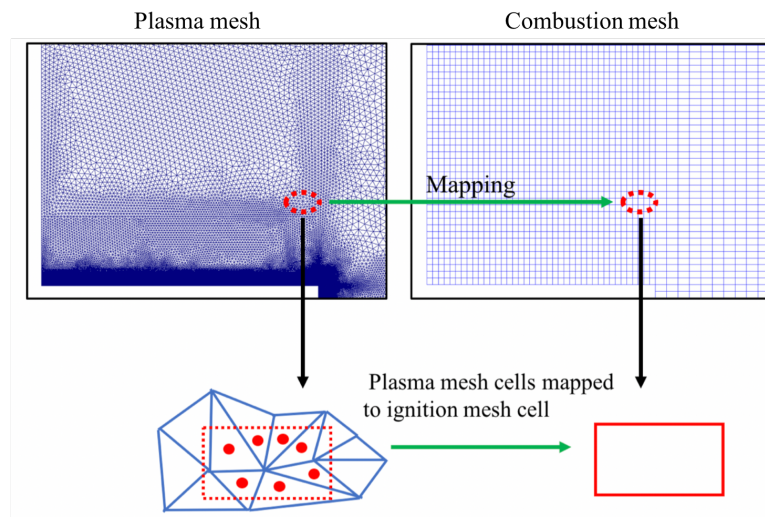 Plasma mesh
Combustion mesh
Mapping
Plasma mesh cells mapped
to ignition mesh cell